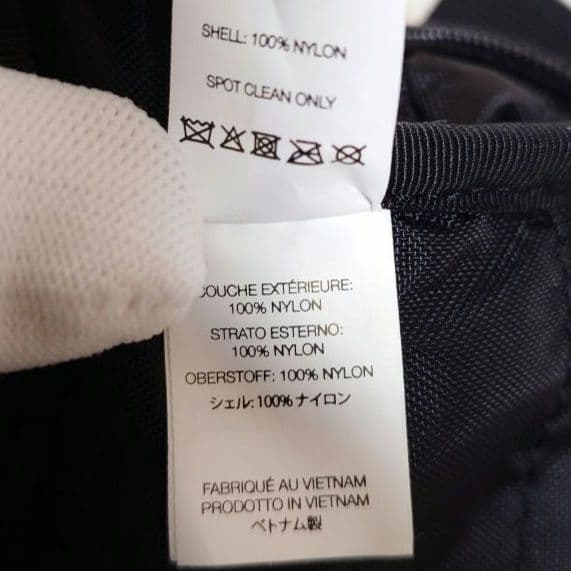 SHELL: 100% NYLON
SPOT CLEAN ONLY
COUCHE EXTÉRIEURE:
100% NYLON
STRATO ESTERNO:
100% NYLON
OBERSTOFF: 100% NYLON
シェル: 100% ナイロン
FABRIQUÉ AU VIETNAM
PRODOTTO IN VIETNAM
ベトナム製